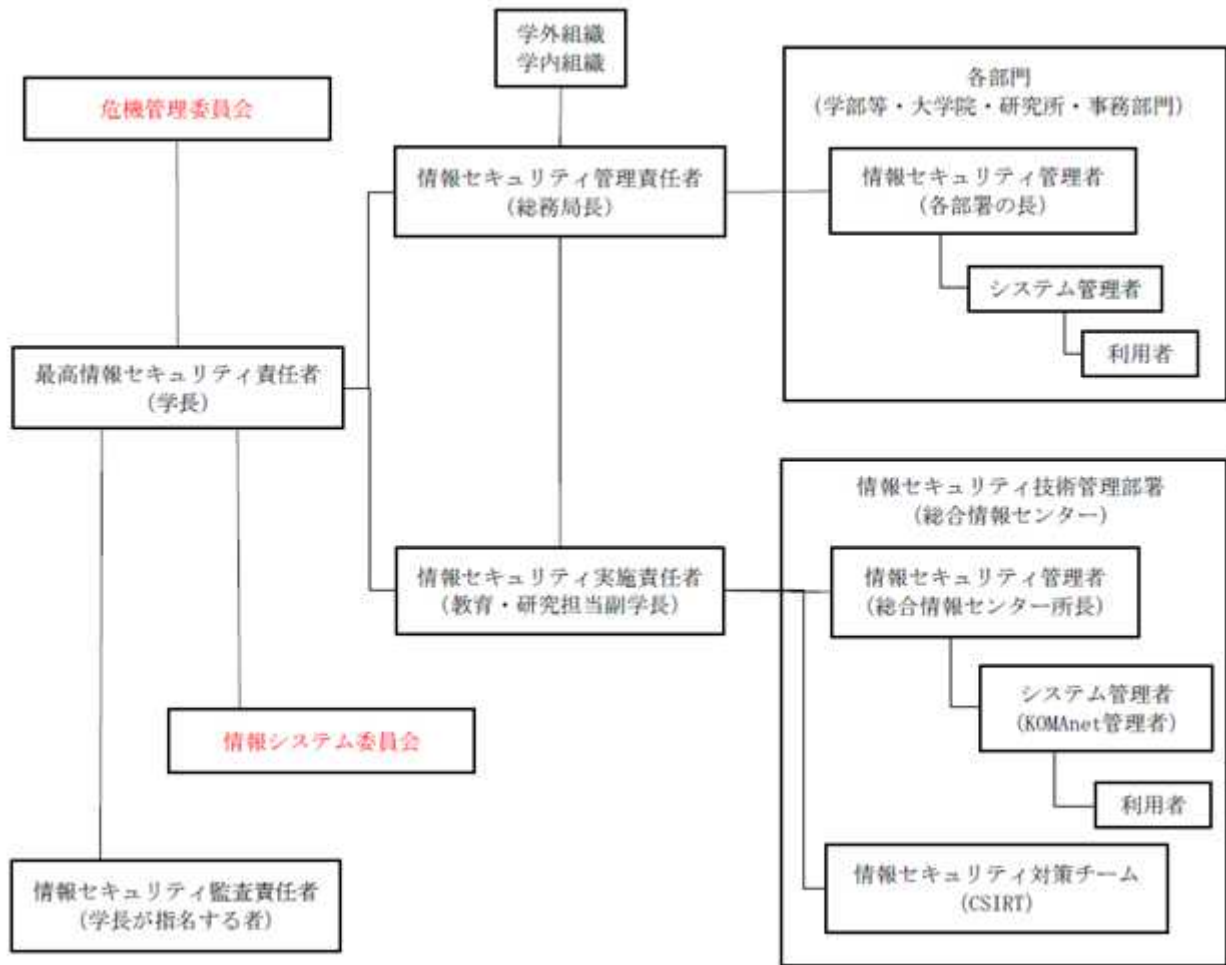 学外組織
学内組織
危機管理委員会
各部門
(学部等・大学院・研究所・事務部門)
情報セキュリティ管理責任者
(総務局長)
情報セキュリティ管理者
(各部署の長)
システム管理者
利用者
最高情報セキュリティ責任者
(学長)
情報セキュリティ技術管理部署
(総合情報センター)
情報セキュリティ実施責任者
(教育・研究担当副学長)
情報セキュリティ管理者
(総合情報センター所長)
システム管理者
(KOMAnet管理者)
情報システム委員会
利用者
情報セキュリティ監査責任者
(学長が指名する者)
情報セキュリティ対策チーム
(CSIRT)